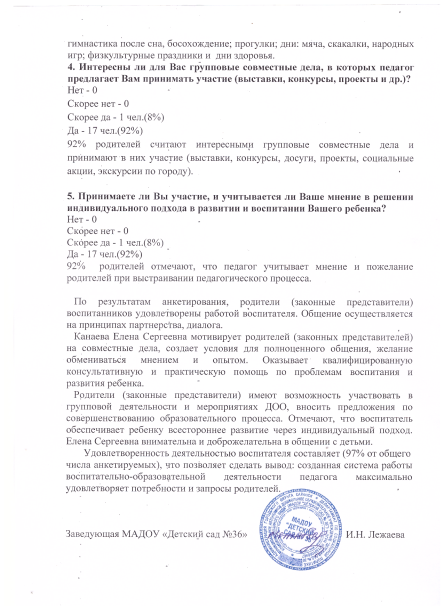 гимнастика после сна, босохождение; прогулки; дни: мяча, скакалки, народных
игр; физкультурные праздники и дни здоровья.
4. Интересны ли для Вас групповые совместные дела, в которых педагог
предлагает Вам принимать участие (выставки, конкурсы, проекты и др.)?
Нет - 0
Скорее нет - 0
Скорее да - 1 чел.(8%)
Да - 17 чел.(92%)
92% родителей считают интересными групповые совместные дела и
принимают в них участие (выставки, конкурсы, досуги, проекты, социальные
акции, экскурсии по городу).
5. Принимаете ли Вы участие, и учитывается ли Ваше мнение в решении
индивидуального подхода в развитии и воспитании Вашего ребенка?
Нет - 0
Скорее нет - 0
Скорее да - 1 чел.(8%)
Да - 17 чел.(92%)
92% родителей отмечают, что педагог учитывает мнение и пожелание
родителей при выстраивании педагогического процесса.
По результатам анкетирования, родители (законные представители)
воспитанников удовлетворены работой воспитателя. Общение осуществляется
на принципах партнерства, диалога.
Канаева Елена Сергеевна мотивирует родителей (законных представителей)
на совместные дела, создает условия для полноценного общения, желание
обмениваться мнением и опытом. Оказывает квалифицированную
консультативную и практическую помощь по проблемам воспитания и
развития ребенка.
Родители (законные представители) имеют возможность участвовать в
групповой деятельности и мероприятиях ДОО, вносить предложения по
совершенствованию образовательного процесса. Отмечают, что воспитатель
обеспечивает ребенку всестороннее развитие через индивидуальный подход.
Елена Сергеевна внимательна и доброжелательна в общении с детьми.
Удовлетворенность деятельностью воспитателя составляет (97% от общего
числа анкетируемых), что позволяет сделать вывод: созданная система работы
воспитательно-образовательной деятельности педагога максимально
удовлетворяет потребности и запросы родителей.
Заведующая МАДОУ «Детский сад №36» И.Н. Лежаева
МАДОУ
"ДЕТСКИЙ